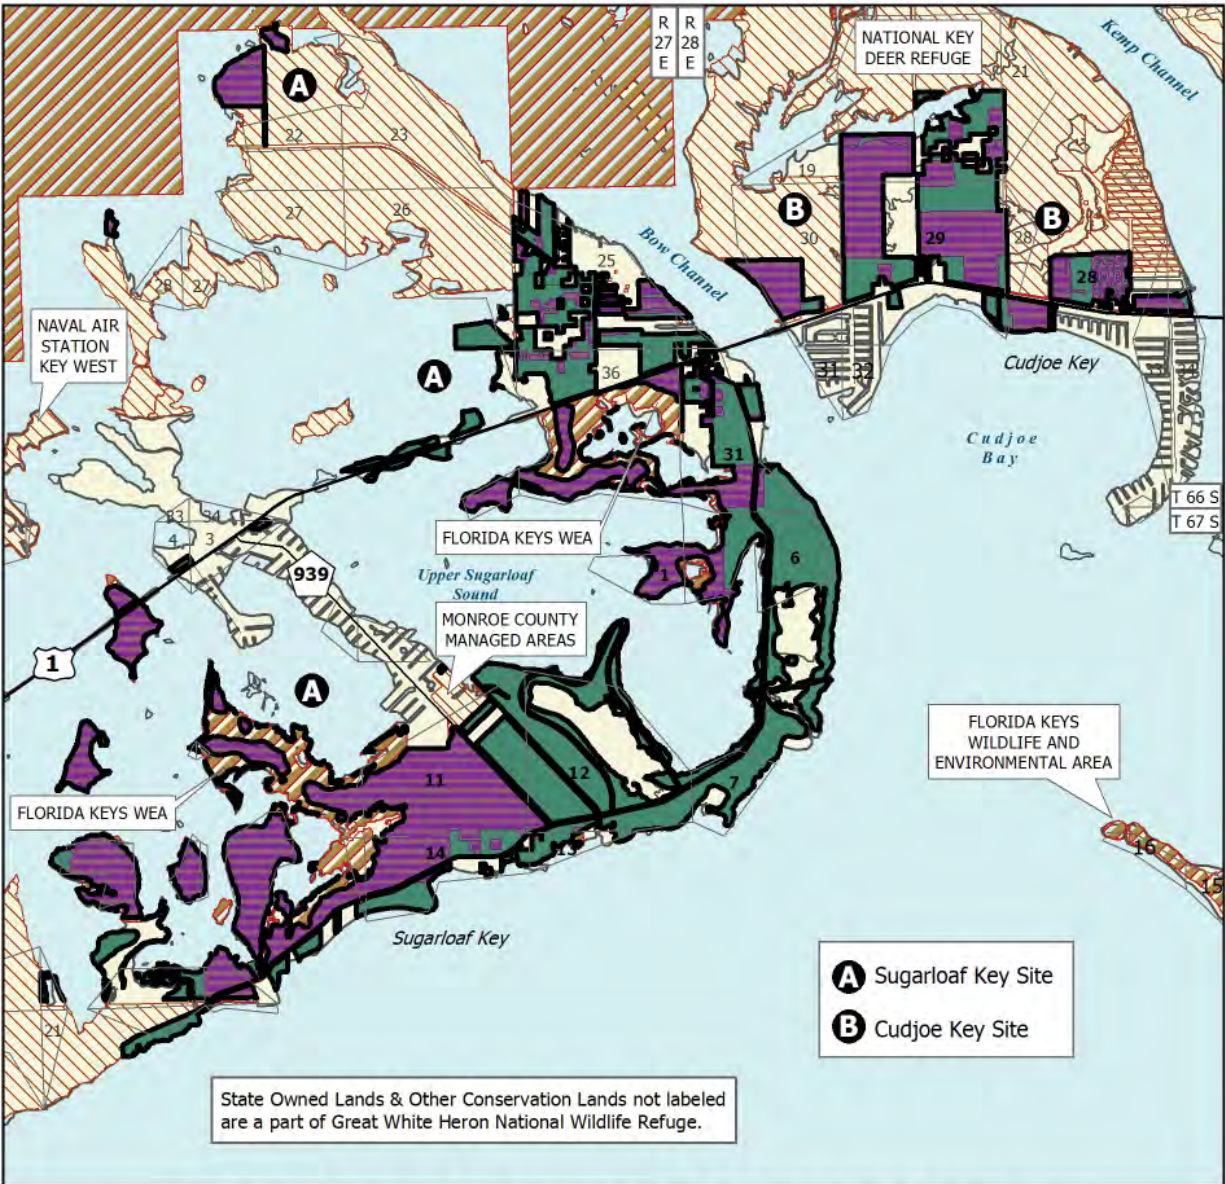 R
27
E
R
28
E
NATIONAL KEY
DEER REFUGE
Kemp Channel
A
21
22
23
19
B
B
27
26
30
29
28
25
Bow Channel
28
27
28
NAVAL AIR
STATION
KEY WEST
A
36
31
32
Cudjoe Key
Cudjoe
Bay
31
T 66 S
T 67 S
33
34
4
3
FLORIDA KEYS WEA
939
Upper Sugarloaf
Sound
1
6
MONROE COUNTY
MANAGED AREAS
1
A
FLORIDA KEYS
WILDLIFE AND
ENVIRONMENTAL AREA
11
12
7
FLORIDA KEYS WEA
14
13
16
15
Sugarloaf Key
A Sugarloaf Key Site
B Cudjoe Key Site
21
State Owned Lands & Other Conservation Lands not labeled
are a part of Great White Heron National Wildlife Refuge.